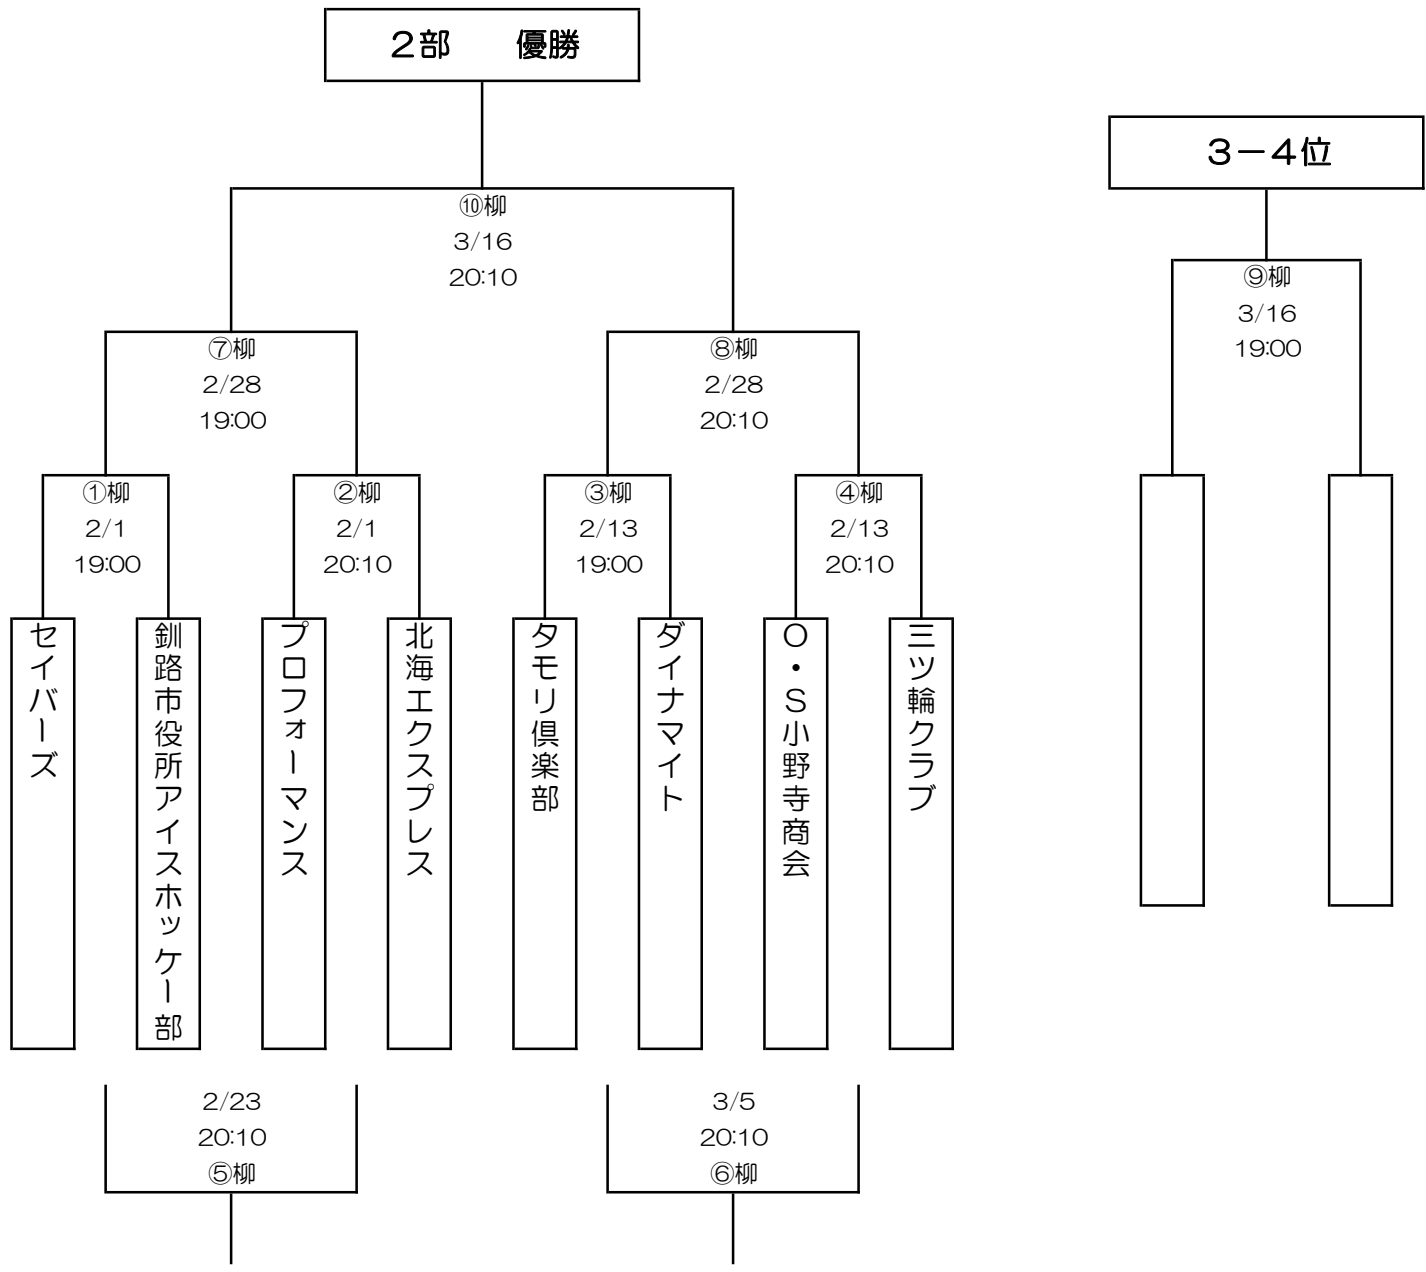 ２部　　優勝
３－４位
⑩柳
3/16
20:10
⑨柳
3/16
19:00
⑦柳
2/28
19:00
⑧柳
2/28
20:10
①柳
2/1
19:00
②柳
2/1
20:10
③柳
2/13
19:00
④柳
2/13
20:10
セイバーズ
釧路市役所アイスホッケー部
プロフォーマンス
北海エクスプレス
タモリ倶楽部
ダイナマイト
Ｏ・Ｓ小野寺商会
三ツ輪クラブ
2/23
20:10
⑤柳
3/5
20:10
⑥柳